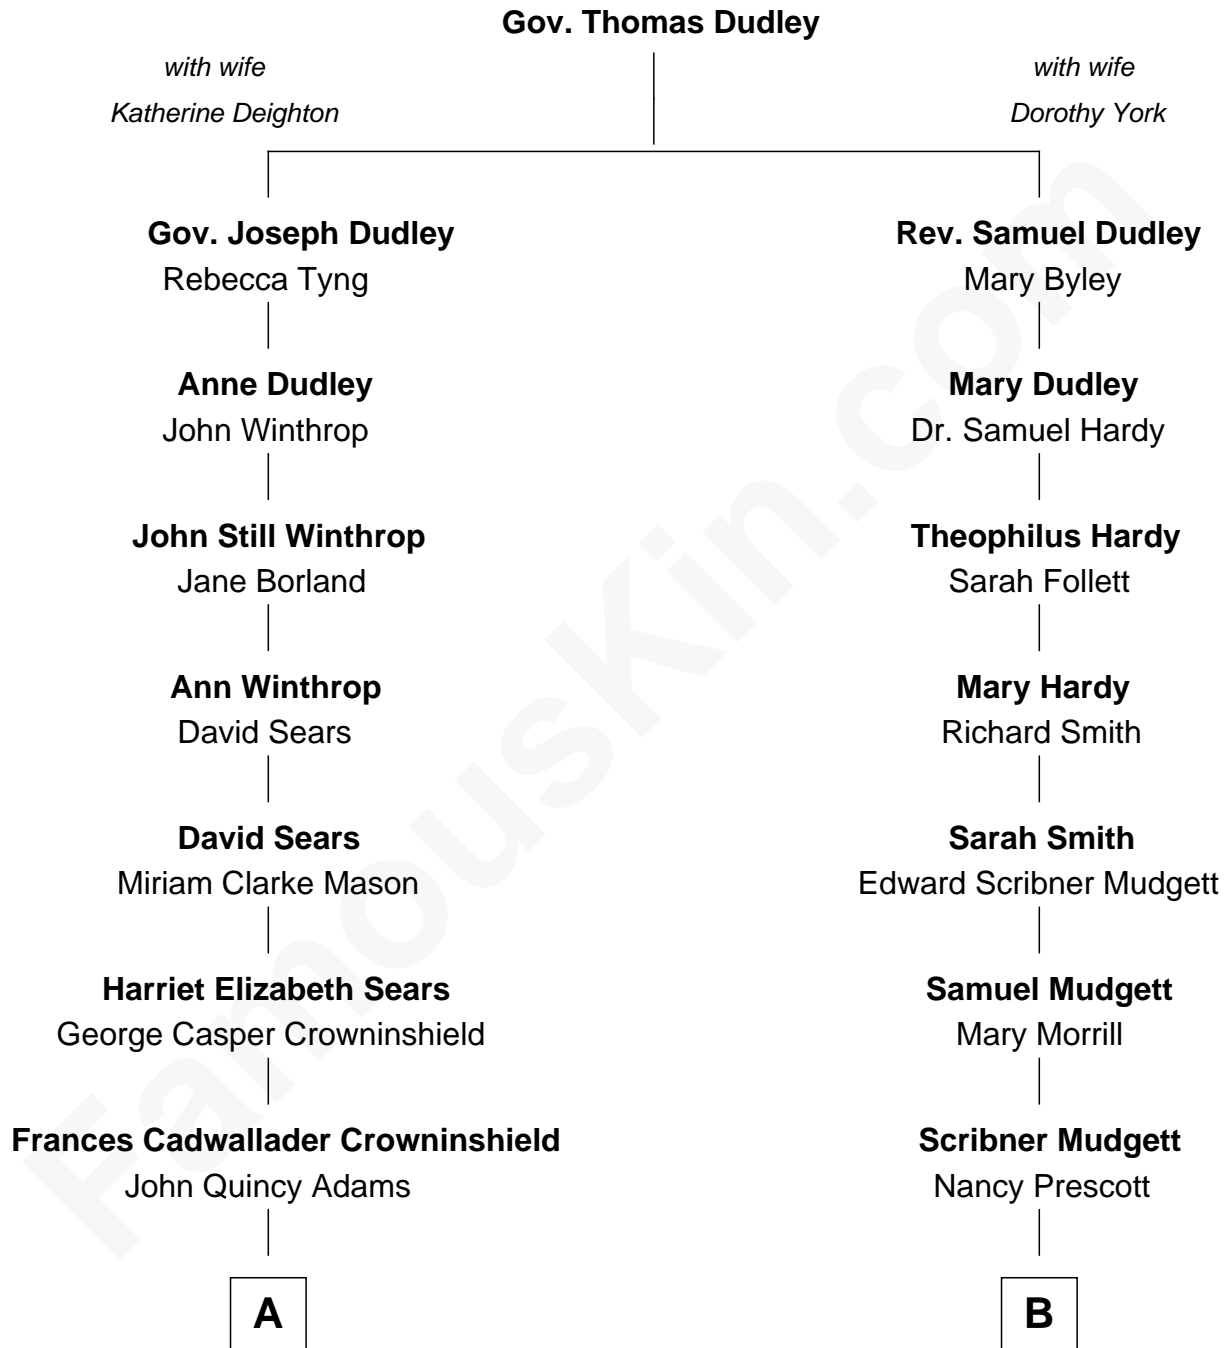 Gov. Thomas Dudley
with wife
Katherine Deighton
with wife
Dorothy York
Gov. Joseph Dudley
Rebecca Tyng
Rev. Samuel Dudley
Mary Byley
Anne Dudley
John Winthrop
Mary Dudley
Dr. Samuel Hardy
John Still Winthrop
Jane Borland
Theophilus Hardy
Sarah Follett
Ann Winthrop
David Sears
Mary Hardy
Richard Smith
David Sears
Miriam Clarke Mason
Sarah Smith
Edward Scribner Mudgett
Harriet Elizabeth Sears
George Casper Crowninshield
Samuel Mudgett
Mary Morrill
Frances Cadwallader Crowninshield
John Quincy Adams
Scribner Mudgett
Nancy Prescott
A
B
FamousKin.com